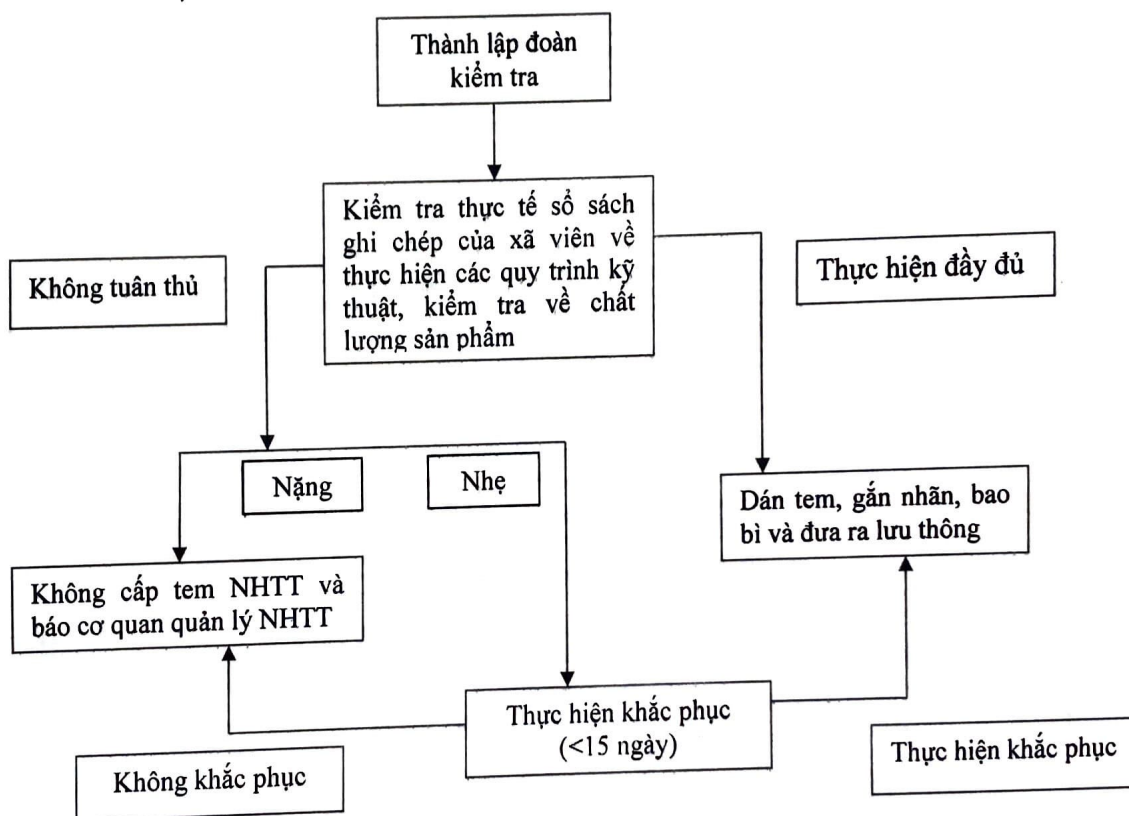 Thành lập đoàn
kiểm tra
Kiểm tra thực tế sổ sách
ghi chép của xã viên về
thực hiện các quy trình kỹ
thuật, kiểm tra về chất
lượng sản phẩm
Không tuân thủ
Thực hiện đầy đủ
Nặng
Nhẹ
Dán tem, gắn nhãn, bao
bì và đưa ra lưu thông
Không cấp tem NHTT và
báo cơ quan quản lý NHTT
Thực hiện khắc phục
(<15 ngày)
Không khắc phục
Thực hiện khắc phục